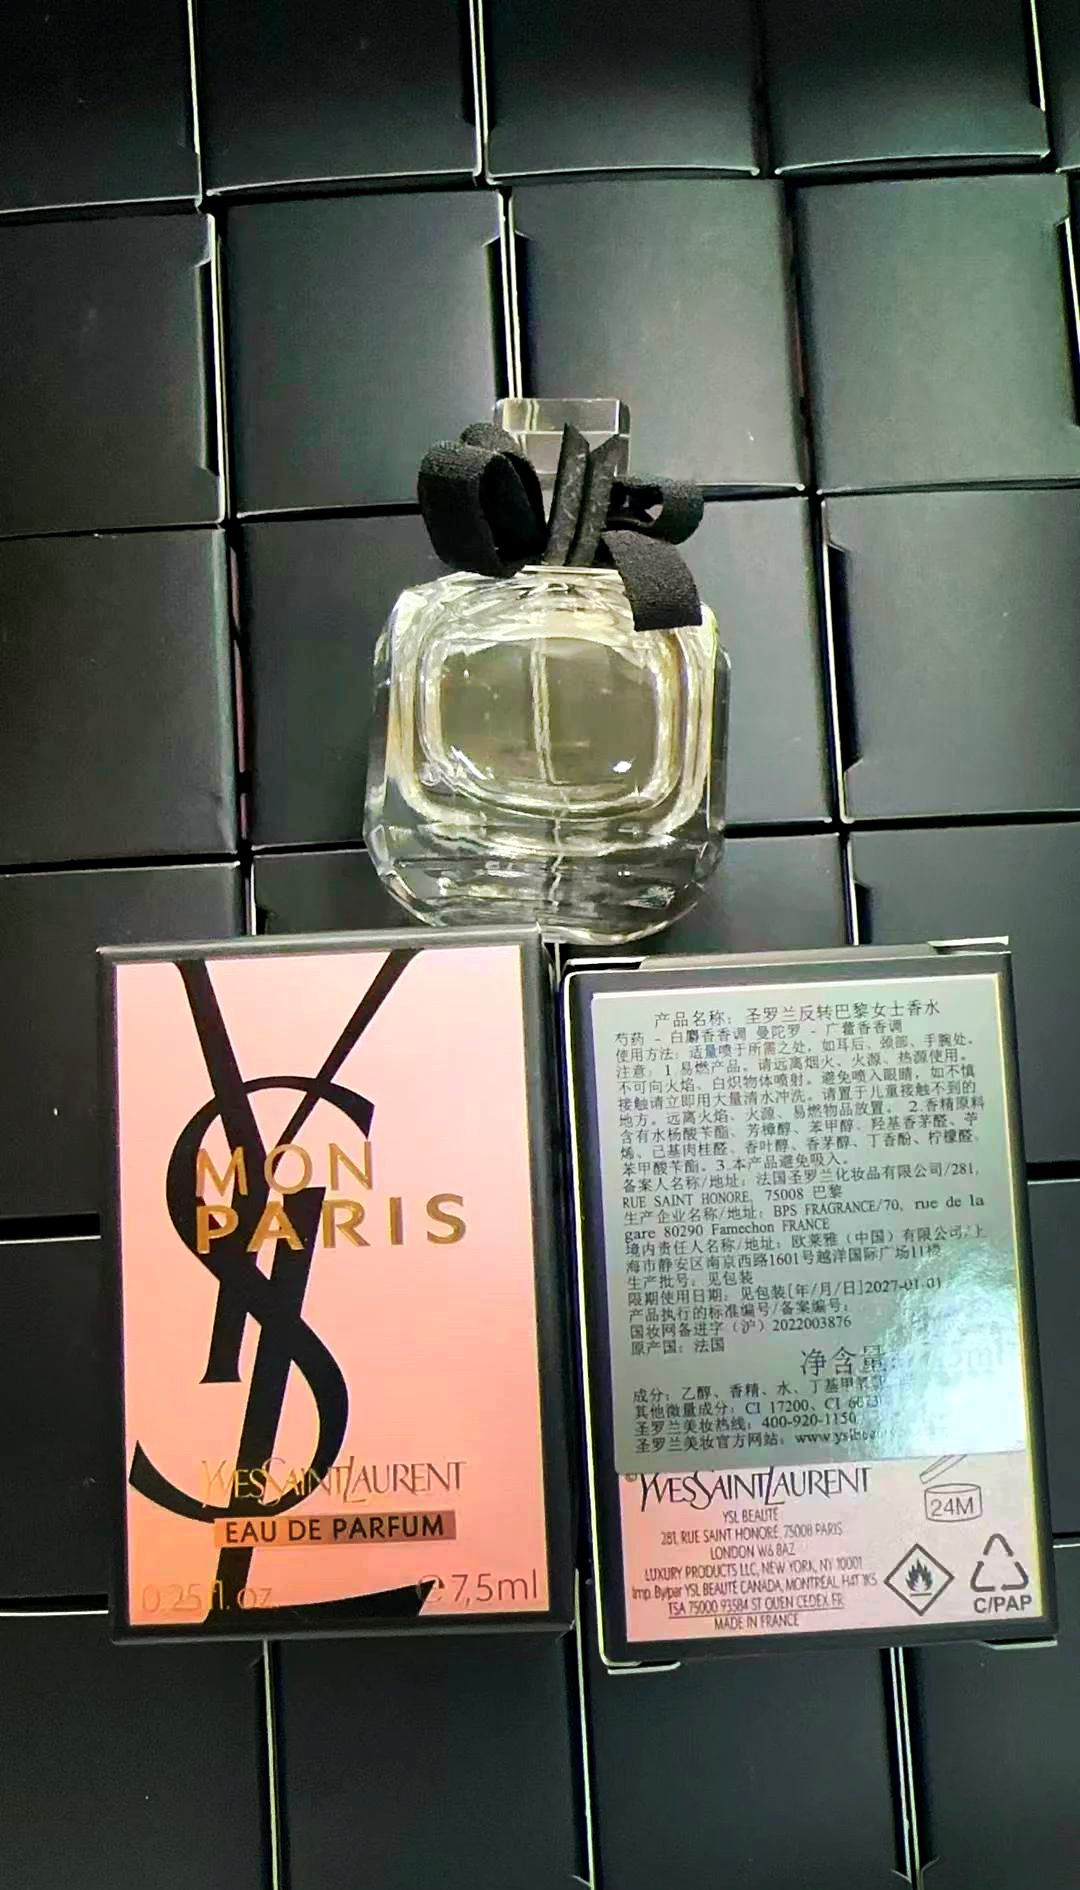 MON
PARIS
YVESSAINTLAURENT
EAU DE PARFUM
0.25 fl. oz.
℮7,5ml
产品名称：圣罗兰反转巴黎女士香水
芍药 - 白麝香香调 曼陀罗 - 广藿香香调
使用方法：适量喷于所需之处，如耳后、颈部、手腕处。
注意：1.易燃产品。请远离烟火、火源、热源使用。
不可向火焰、白炽物体喷射。避免喷入眼睛，如不慎
接触请立即用大量清水冲洗。请置于儿童接触不到的
地方。远离火焰、火源、易燃物品放置。 2.香精原料
含有水杨酸苄酯、芳樟醇、苯甲醇、羟基香茅醛、苧
烯、己基肉桂醛、香叶醇、香茅醇、丁香酚、柠檬醛、
苯甲酸苄酯。3.本产品避免吸入。
备案人名称/地址：法国圣罗兰化妆品有限公司/281,
RUE SAINT HONORE, 75008 巴黎
生产企业名称/地址：BPS FRAGRANCE/70, rue de la
gare 80290 Famechon FRANCE
境内责任人名称/地址：欧莱雅（中国）有限公司/上
海市静安区南京西路1601号越洋国际广场11楼
生产批号：见包装
限期使用日期：见包装[年/月/日]2027-01-01
产品执行的标准编号/备案编号：
国妆网备进字（沪）2022003876
原产国：法国
净含量: 7.5ml
成分：乙醇、香精、水、丁基甲氧
其他微量成分：CI 17200、CI 60730
圣罗兰美妆热线：400-920-1150
圣罗兰美妆官方网站：www.yslbeauty
YVESSAINTLAURENT
YSL BEAUTÉ
281, RUE SAINT HONORÉ, 75008 PARIS
LONDON W6 8AZ
LUXURY PRODUCTS LLC, NEW YORK, NY 10001
Imp. By/par YSL BEAUTÉ CANADA, MONTRÉAL, H4T 1K5
TSA 75000 93584 ST OUEN CEDEX, FR
MADE IN FRANCE
24M
C/PAP